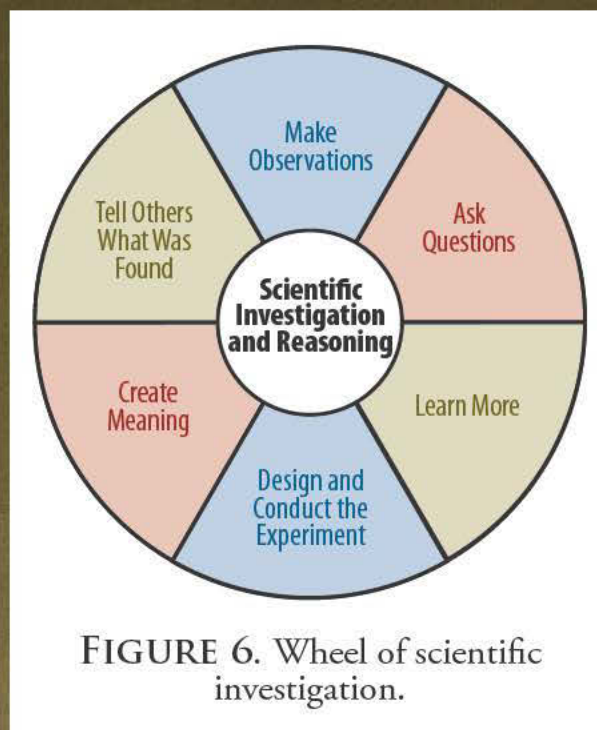 Make
Observations
Ask
Questions
Learn More
Design and
Conduct the
Experiment
Create
Meaning
Tell Others
What Was
Found
Scientific
Investigation
and Reasoning
FIGURE 6. Wheel of scientific
investigation.